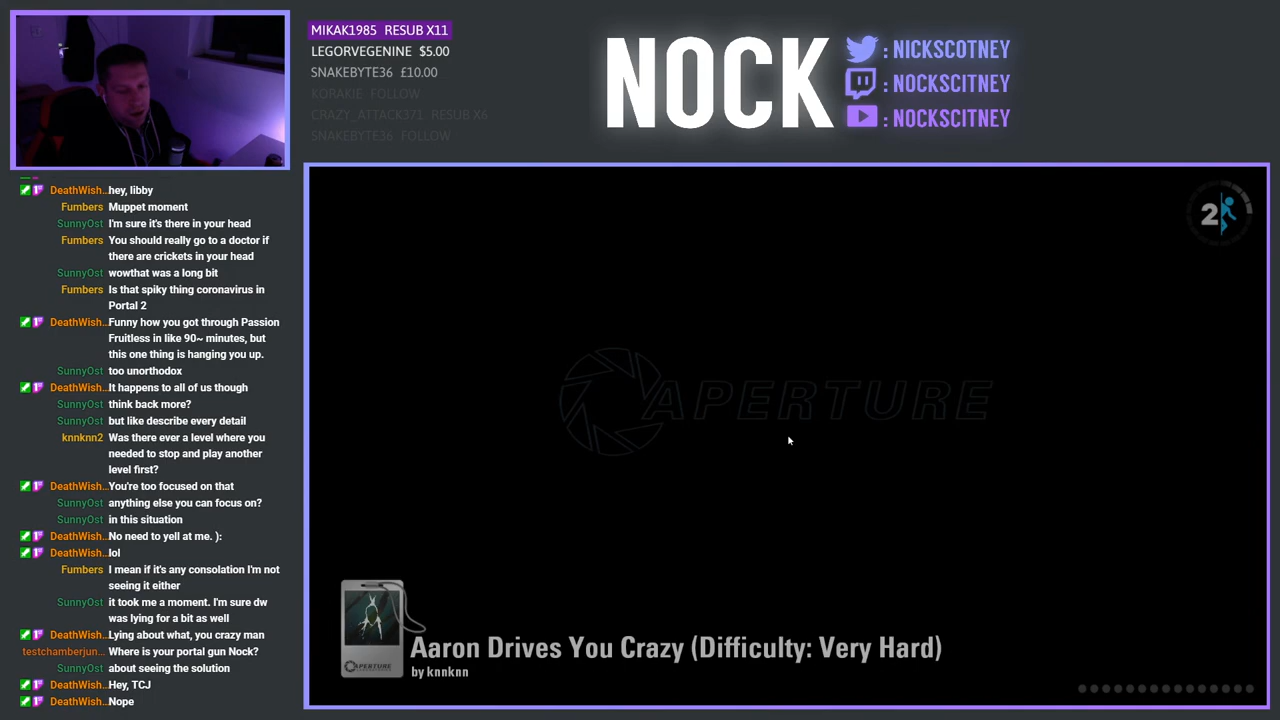 MIKAK1985 RESUB X11
LEGORVEGENINE $5.00
SNAKEBYTE36 £10.00
KORAKIE FOLLOW
CRAZY_ATTACK371 RESUB X6
SNAKEBYTE36 FOLLOW
NOCK
: NICKSCOTNEY
: NOCKSCITNEY
: NOCKSCITNEY
DeathWish... hey, libby
Fumbers Muppet moment
SunnyOst I'm sure it's there in your head
Fumbers You should really go to a doctor if
there are crickets in your head
SunnyOst wowthat was a long bit
Fumbers Is that spiky thing coronavirus in
Portal 2
DeathWish... Funny how you got through Passion
Fruitless in like 90~ minutes, but
this one thing is hanging you up.
SunnyOst too unorthodox
DeathWish... It happens to all of us though
SunnyOst think back more?
SunnyOst but like describe every detail
knnknn2 Was there ever a level where you
needed to stop and play another
level first?
DeathWish... You're too focused on that
SunnyOst anything else you can focus on?
SunnyOst in this situation
DeathWish... No need to yell at me. ):
DeathWish... lol
Fumbers I mean if it's any consolation I'm not
seeing it either
SunnyOst it took me a moment. I'm sure dw
was lying for a bit as well
DeathWish... Lying about what, you crazy man
testchamberjun... Where is your portal gun Nock?
SunnyOst about seeing the solution
DeathWish... Hey, TCJ
DeathWish... Nope
2
APERTURE
APERTURE
Aaron Drives You Crazy (Difficulty: Very Hard)
by knnknn